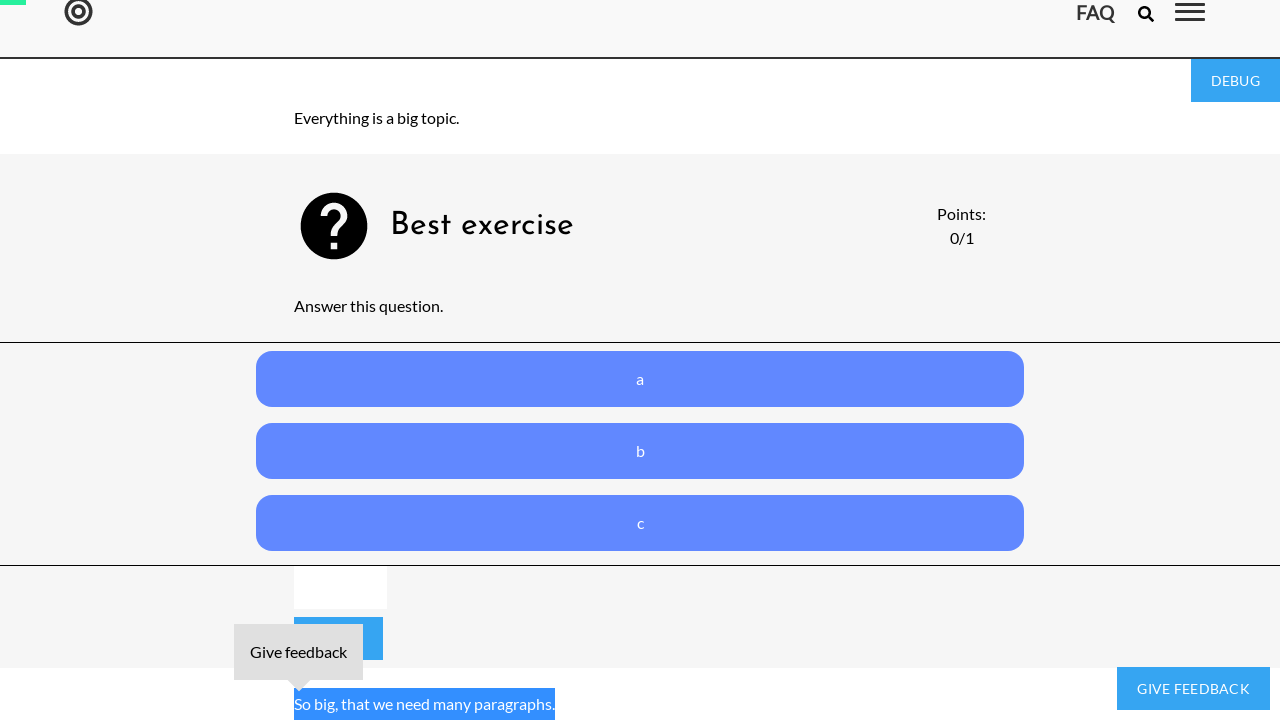 FAQ
DEBUG
Everything is a big topic.
Best exercise
Points:
0/1
Answer this question.
a
b
c
Give feedback
GIVE FEEDBACK
So big, that we need many paragraphs.